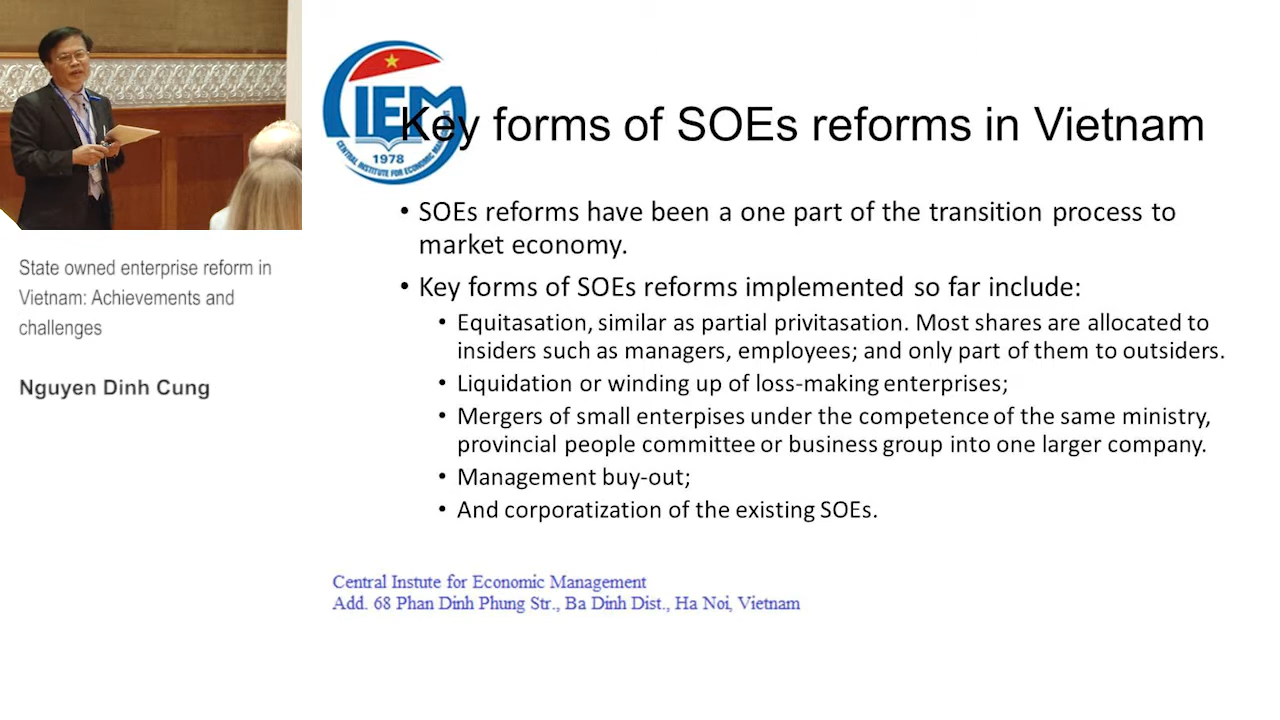 CIEM
1978
CENTRAL INSTITUTE FOR ECONOMIC
Key forms of SOEs reforms in Vietnam
• SOEs reforms have been a one part of the transition process to
market economy.
• Key forms of SOEs reforms implemented so far include:
• Equitasation, similar as partial privitasation. Most shares are allocated to
insiders such as managers, employees; and only part of them to outsiders.
• Liquidation or winding up of loss-making enterprises;
• Mergers of small enterpises under the competence of the same ministry,
provincial people committee or business group into one larger company.
• Management buy-out;
• And corporatization of the existing SOEs.
Central Instute for Economic Management
Add. 68 Phan Dinh Phung Str., Ba Dinh Dist., Ha Noi, Vietnam
State owned enterprise reform in
Vietnam: Achievements and
challenges
Nguyen Dinh Cung